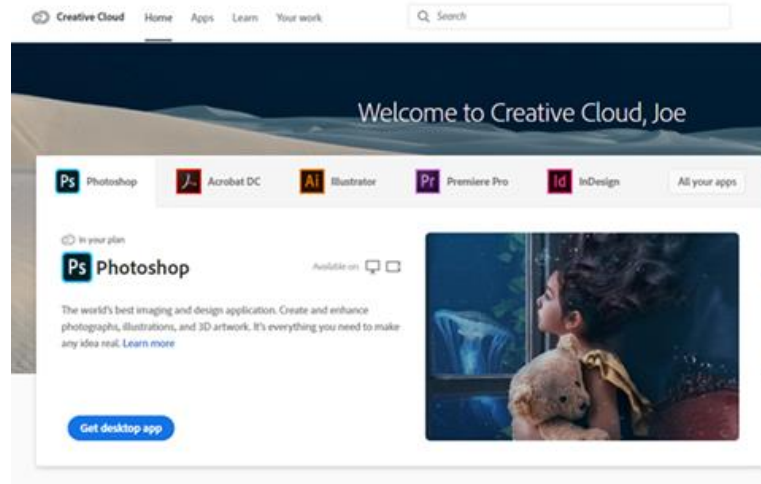 Creative Cloud Home Apps Learn Your work Search
Welcome to Creative Cloud, Joe
Ps Photoshop Acrobat DC Ai Illustrator Pr Premiere Pro Id InDesign All your apps
In your plan
Ps Photoshop Available on
The world's best imaging and design application. Create and enhance
photographs, illustrations, and 3D artwork. It's everything you need to make
any idea real. Learn more
Get desktop app